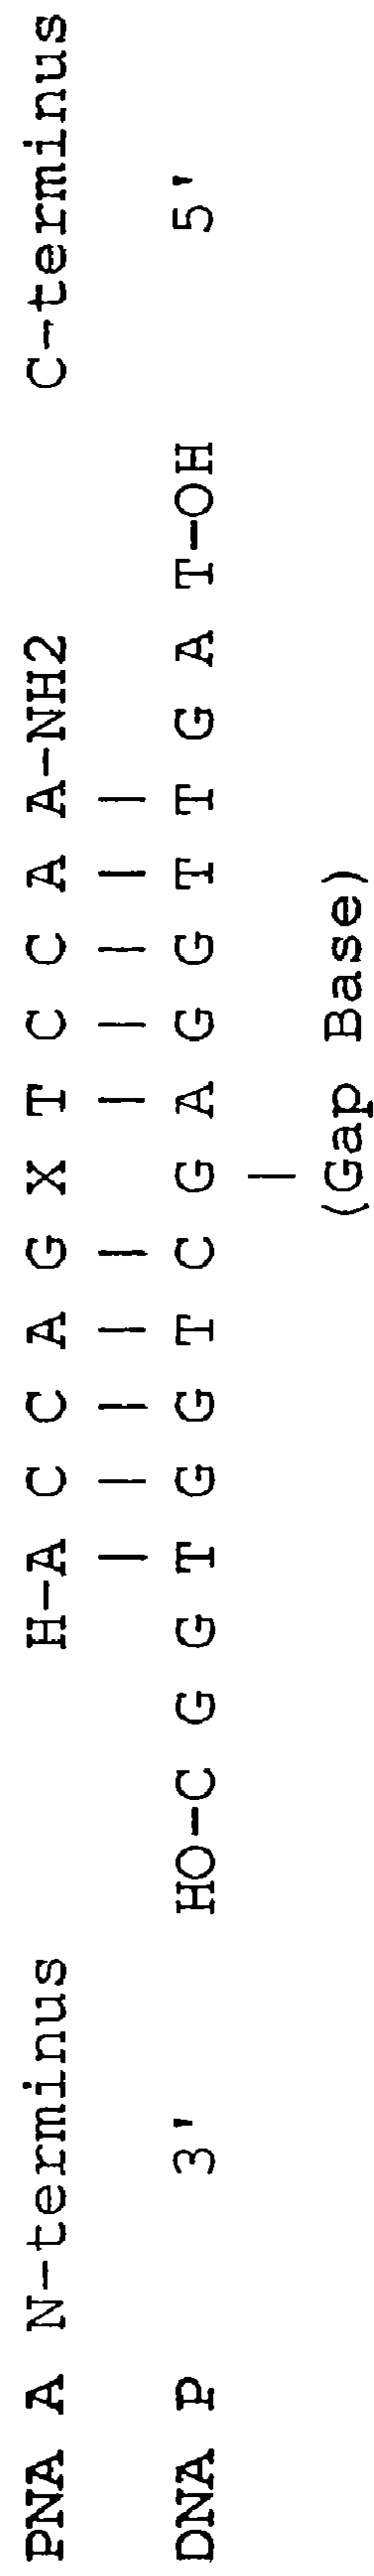 PNA A N-terminus H-A C C A G X T C C A A-NH2 C-terminus
| | | | | | | | | |
DNA P 3' HO-C G G T G G T C G A G G T T G A T-OH 5'
|
(Gap Base)